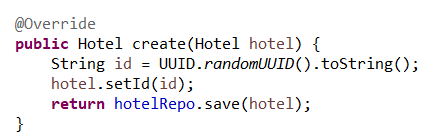 @Override
public Hotel create(Hotel hotel) {
    String id = UUID.randomUUID().toString();
    hotel.setId(id);
    return hotelRepo.save(hotel);
}